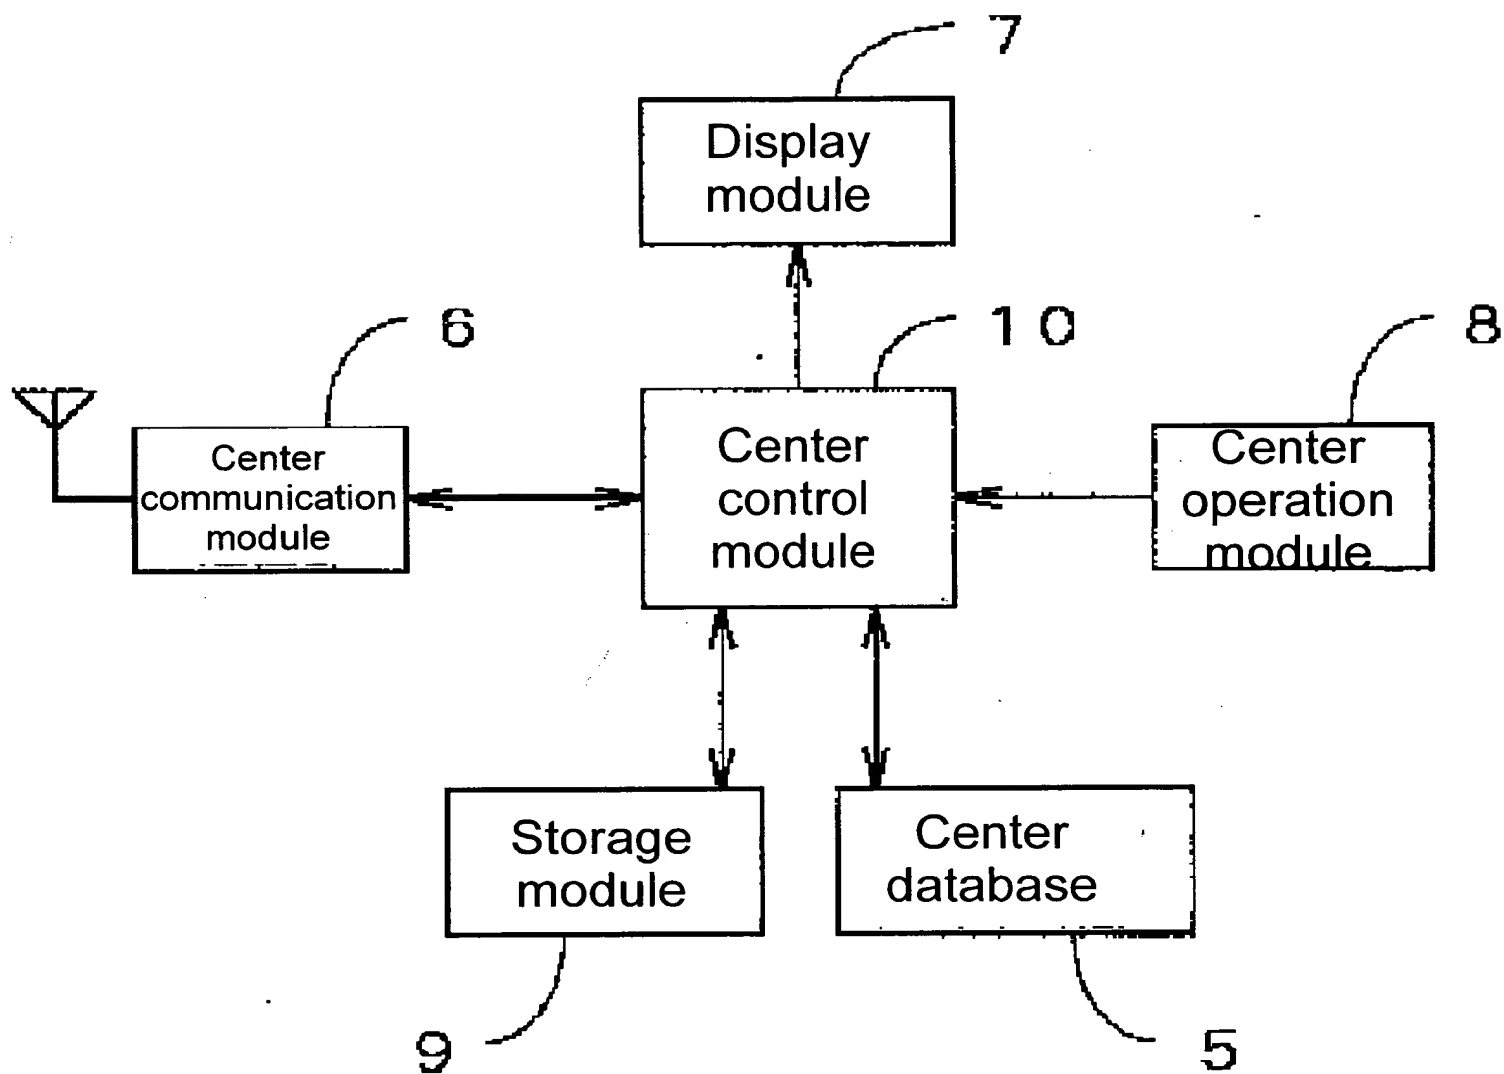 7
Display
module
6
10
8
Center
communication
module
Center
control
module
Center
operation
module
Storage
module
Center
database
9
5